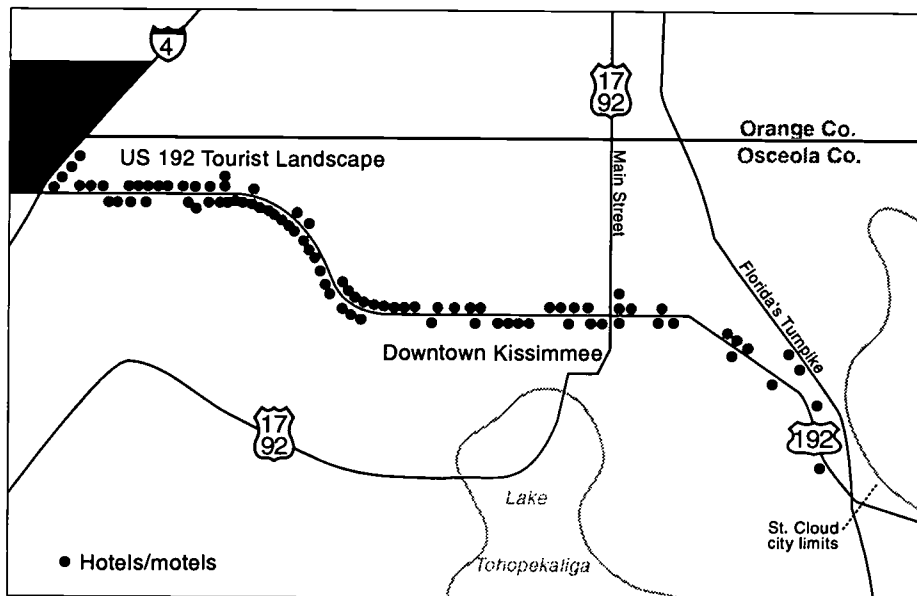 4
17
92
Orange Co.
Osceola Co.
US 192 Tourist Landscape
Main Street
Florida's Turnpike
Downtown Kissimmee
17
92
192
Lake
Tohopekaliga
St. Cloud
city limits
Hotels/motels